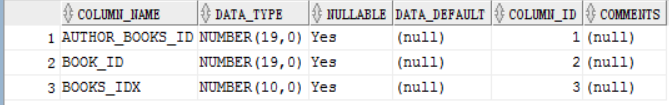 COLUMN_NAME DATA_TYPE NULLABLE DATA_DEFAULT COLUMN_ID COMMENTS
1 AUTHOR_BOOKS_ID NUMBER(19,0) Yes (null) 1 (null)
2 BOOK_ID NUMBER(19,0) Yes (null) 2 (null)
3 BOOKS_IDX NUMBER(10,0) Yes (null) 3 (null)